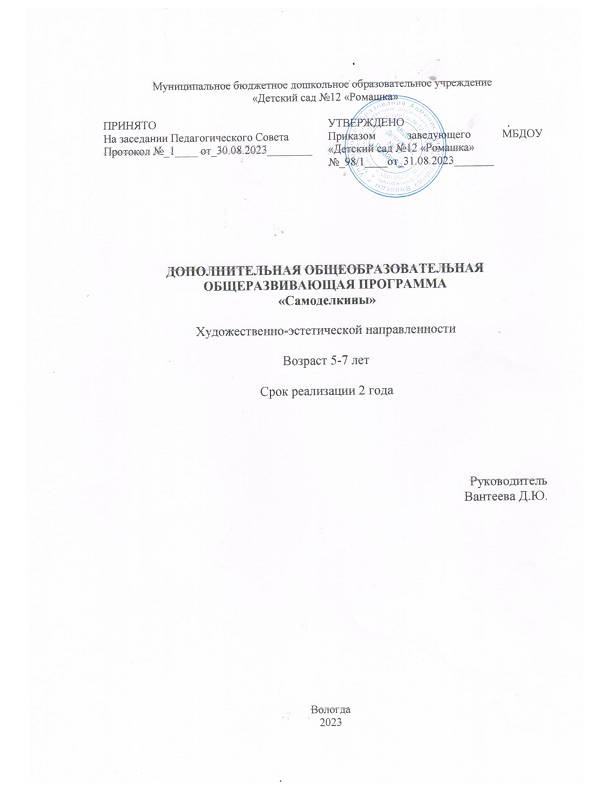 Муниципальное бюджетное дошкольное образовательное учреждение
«Детский сад №12 «Ромашка»
ПРИНЯТО
На заседании Педагогического Совета
Протокол №_1____ от_30.08.2023________
УТВЕРЖДЕНО
Приказом заведующего МБДОУ
«Детский сад №12 «Ромашка»
№_98/1____от_31.08.2023_______
ДОПОЛНИТЕЛЬНАЯ ОБЩЕОБРАЗОВАТЕЛЬНАЯ
ОБЩЕРАЗВИВАЮЩАЯ ПРОГРАММА
«Самоделкины»
Художественно-эстетической направленности
Возраст 5-7 лет
Срок реализации 2 года
Руководитель
Вантеева Д.Ю.
Вологда
2023